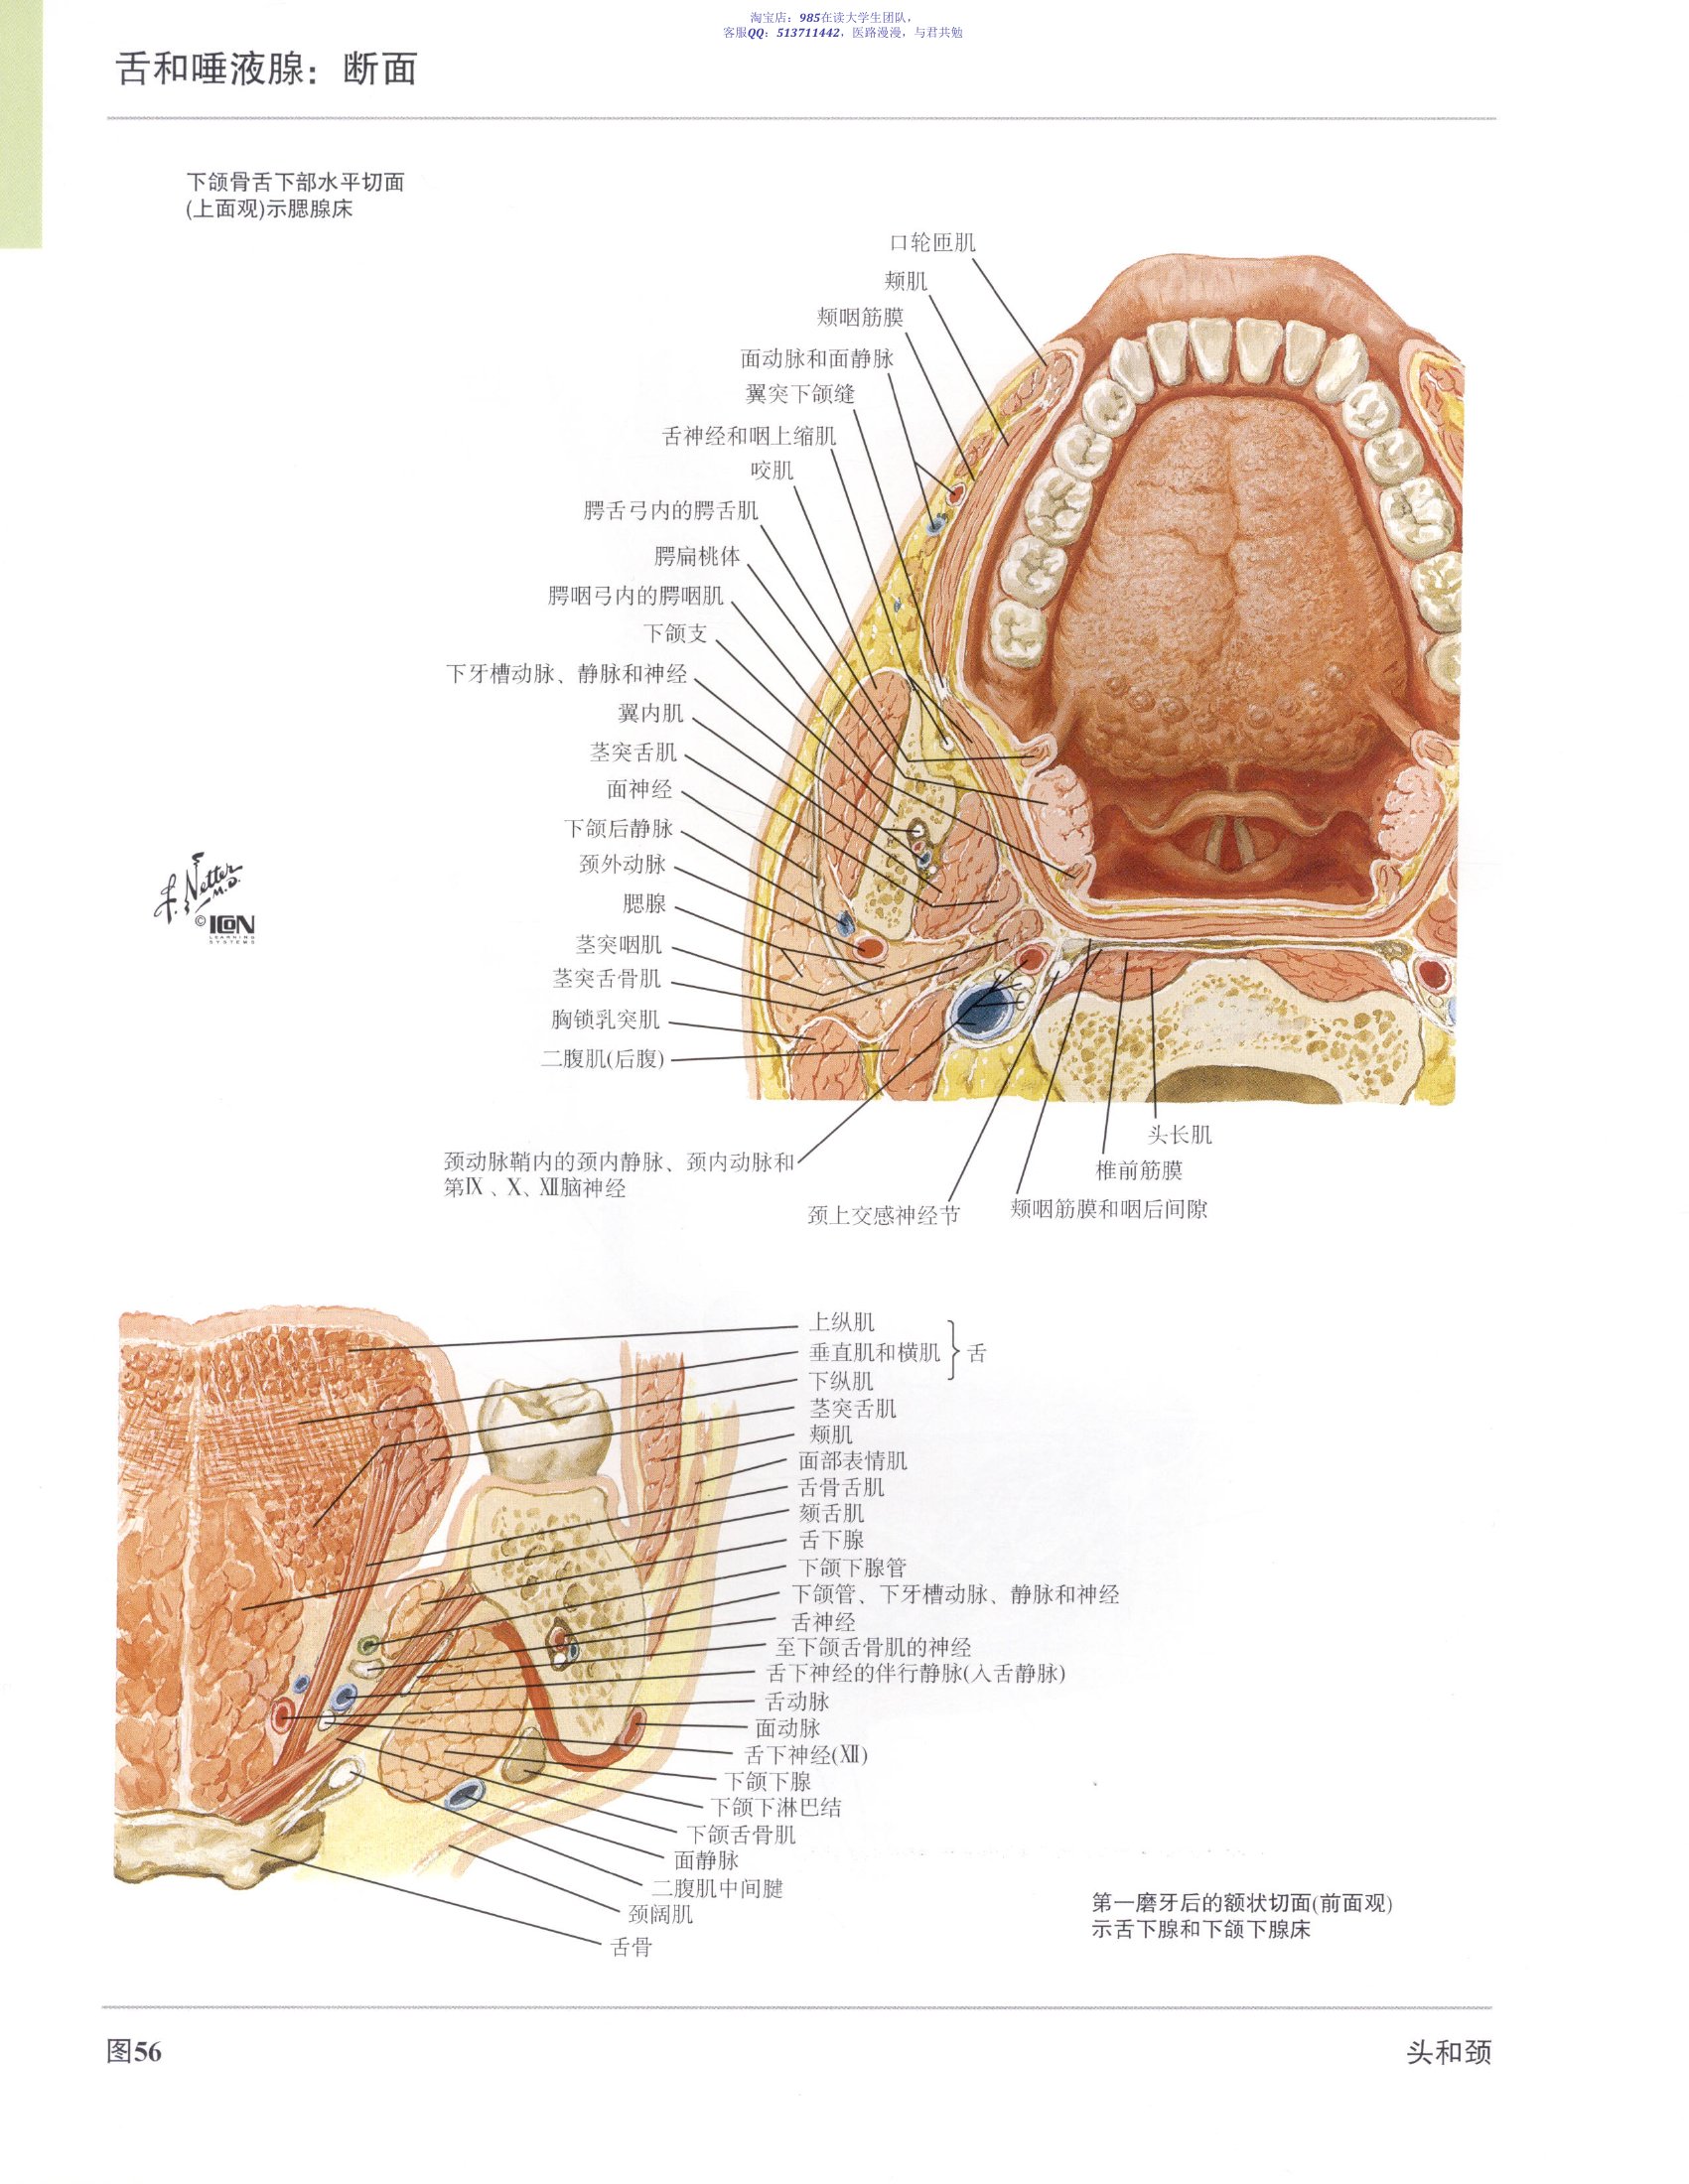 淘宝店：985在读大学生团队，
客服QQ：513711442，医路漫漫，与君共勉
舌和唾液腺：断面
下颌骨舌下部水平切面
(上面观)示腮腺床
口轮匝肌
颊肌
颊咽筋膜
面动脉和面静脉
翼突下颌缝
舌神经和咽上缩肌
咬肌
腭舌弓内的腭舌肌
腭扁桃体
腭咽弓内的腭咽肌
下颌支
下牙槽动脉、静脉和神经
翼内肌
茎突舌肌
面神经
下颌后静脉
颈外动脉
腮腺
茎突咽肌
茎突舌骨肌
胸锁乳突肌
二腹肌(后腹)
颈动脉鞘内的颈内静脉、颈内动脉和
第Ⅸ、Ⅹ、Ⅻ脑神经
头长肌
椎前筋膜
颊咽筋膜和咽后间隙
颈上交感神经节
F. Netter M.D.
© ICON
LEARNING
SYSTEMS
上纵肌
垂直肌和横肌
舌
下纵肌
茎突舌肌
颊肌
面部表情肌
舌骨舌肌
颏舌肌
舌下腺
下颌下腺管
下颌管、下牙槽动脉、静脉和神经
舌神经
至下颌舌骨肌的神经
舌下神经的伴行静脉(入舌静脉)
舌动脉
面动脉
舌下神经(Ⅻ)
下颌下腺
下颌下淋巴结
下颌舌骨肌
面静脉
二腹肌中间腱
颈阔肌
舌骨
第一磨牙后的额状切面(前面观)
示舌下腺和下颌下腺床
图56
头和颈